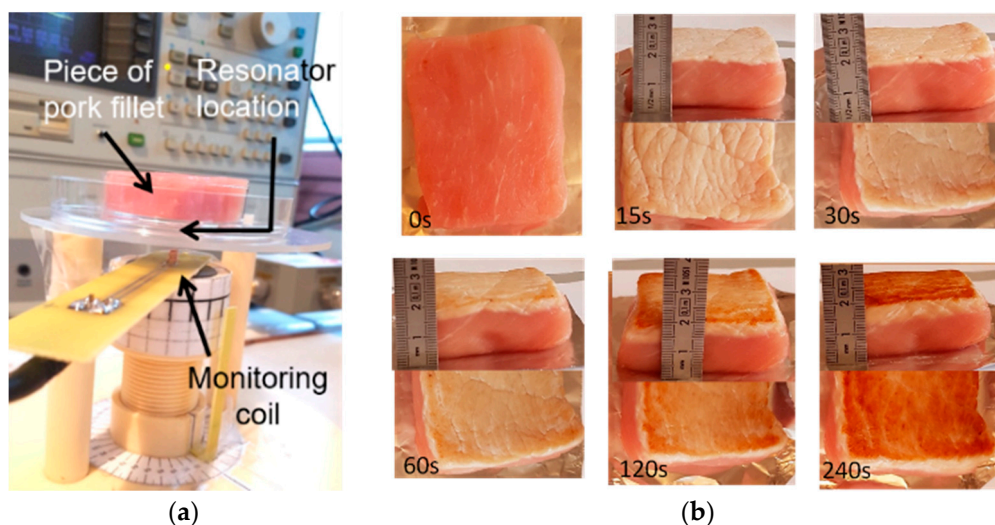 Piece of
pork fillet
Resonator
location
Monitoring
coil
(a)
0s
15s
30s
60s
120s
240s
(b)